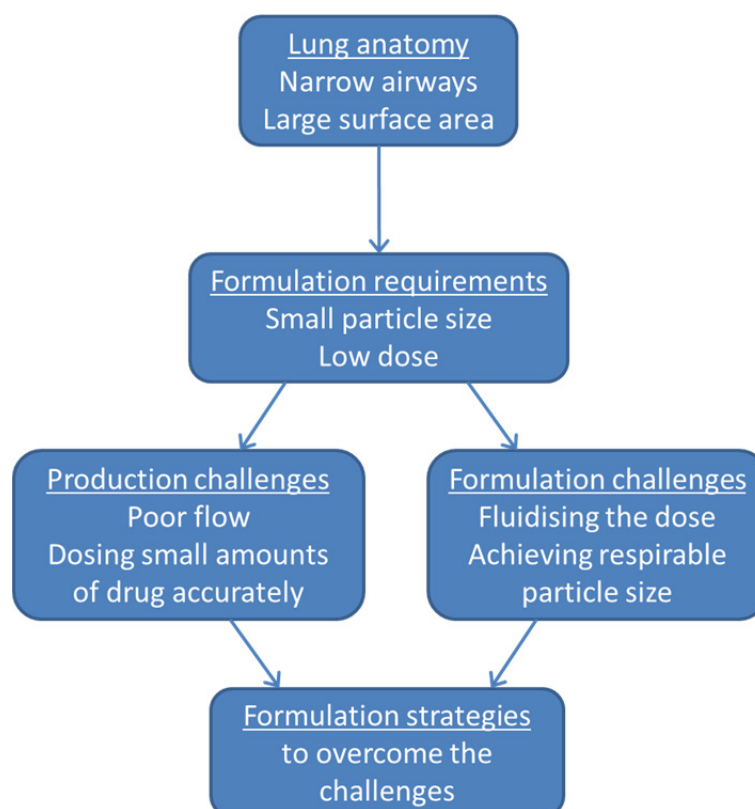 Lung anatomy
Narrow airways
Large surface area
Formulation requirements
Small particle size
Low dose
Production challenges
Poor flow
Dosing small amounts
of drug accurately
Formulation challenges
Fluidising the dose
Achieving respirable
particle size
Formulation strategies
to overcome the
challenges